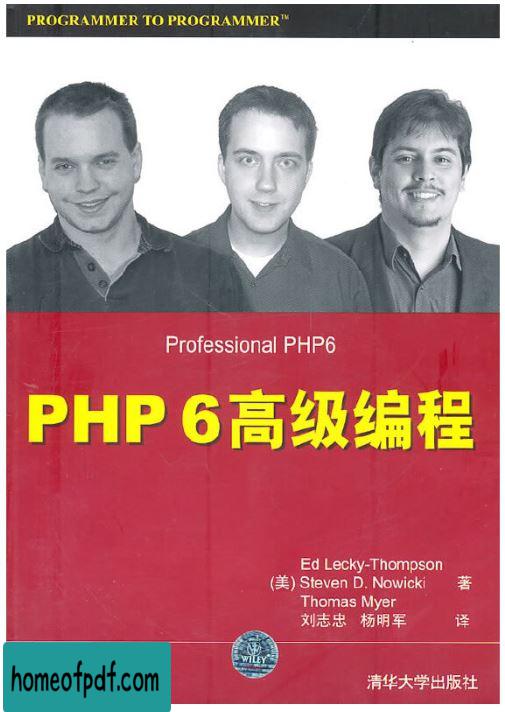 PROGRAMMER TO PROGRAMMER™
Professional PHP6
PHP 6高级编程
Ed Lecky-Thompson
(美) Steven D. Nowicki 著
Thomas Myer
刘志忠 杨明军 译
WILEY
清华大学出版社
homeofpdf.com